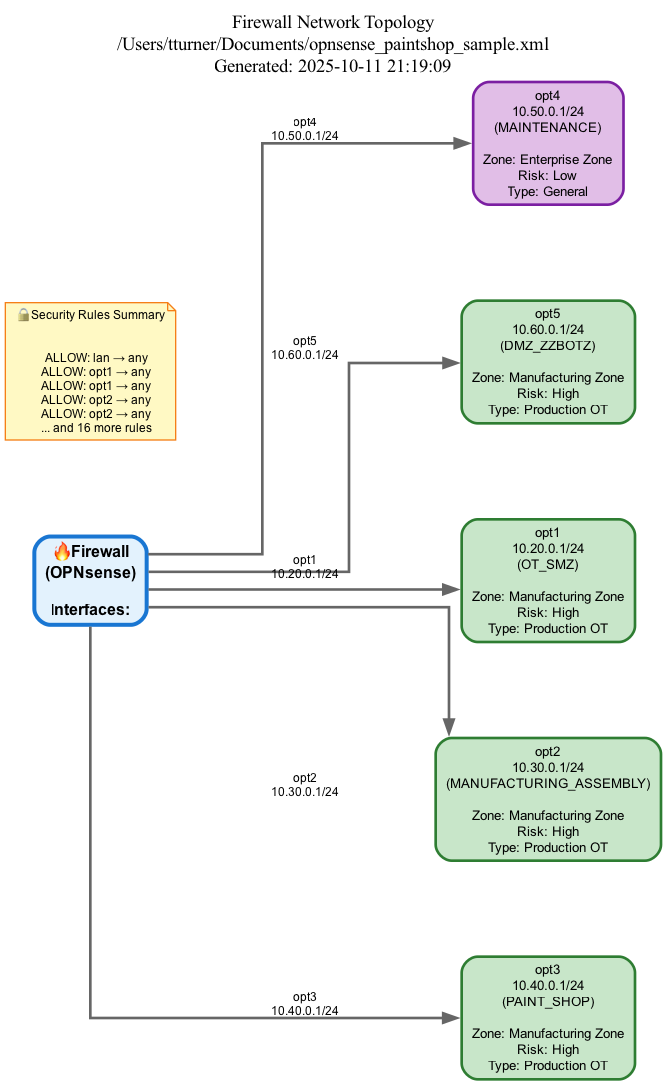 Firewall Network Topology
/Users/tturner/Documents/opnsense_paintshop_sample.xml
Generated: 2025-10-11 21:19:09
opt4
10.50.0.1/24
(MAINTENANCE)
Zone: Enterprise Zone
Risk: Low
Type: General
opt4
10.50.0.1/24
🔒Security Rules Summary
ALLOW: lan → any
ALLOW: opt1 → any
ALLOW: opt1 → any
ALLOW: opt2 → any
ALLOW: opt2 → any
... and 16 more rules
opt5
10.60.0.1/24
opt5
10.60.0.1/24
(DMZ_ZZBOTZ)
Zone: Manufacturing Zone
Risk: High
Type: Production OT
🔥Firewall
(OPNsense)
Interfaces:
opt1
10.20.0.1/24
opt1
10.20.0.1/24
(OT_SMZ)
Zone: Manufacturing Zone
Risk: High
Type: Production OT
opt2
10.30.0.1/24
opt2
10.30.0.1/24
(MANUFACTURING_ASSEMBLY)
Zone: Manufacturing Zone
Risk: High
Type: Production OT
opt3
10.40.0.1/24
opt3
10.40.0.1/24
(PAINT_SHOP)
Zone: Manufacturing Zone
Risk: High
Type: Production OT